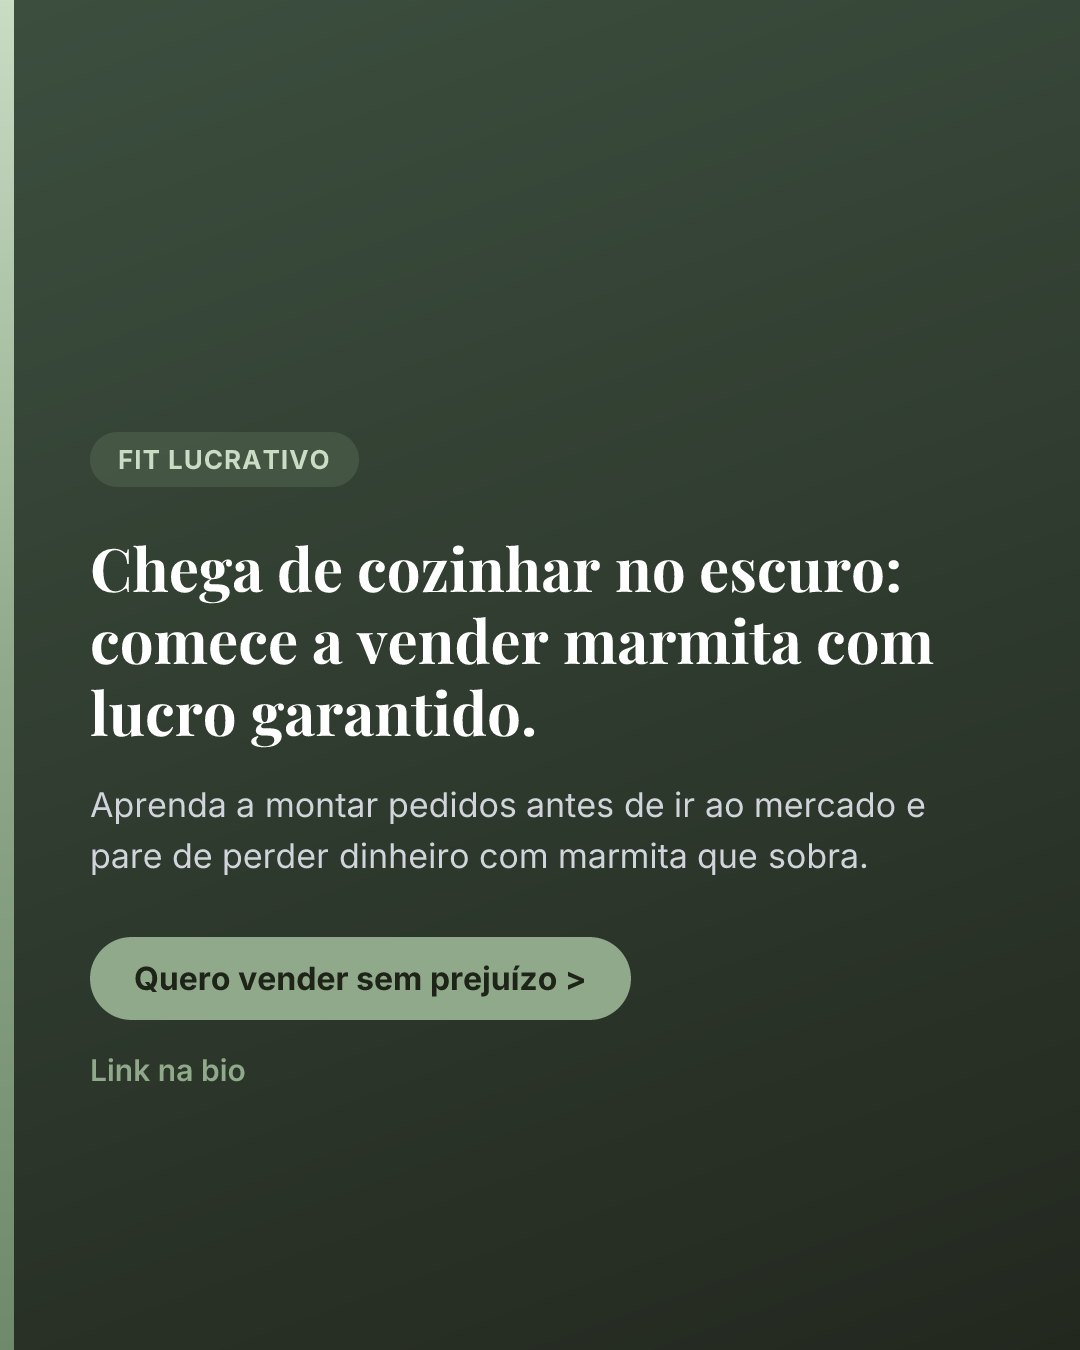 FIT LUCRATIVO
Chega de cozinhar no escuro:
comece a vender marmita com
lucro garantido.
Aprenda a montar pedidos antes de ir ao mercado e
pare de perder dinheiro com marmita que sobra.
Quero vender sem prejuízo >
Link na bio